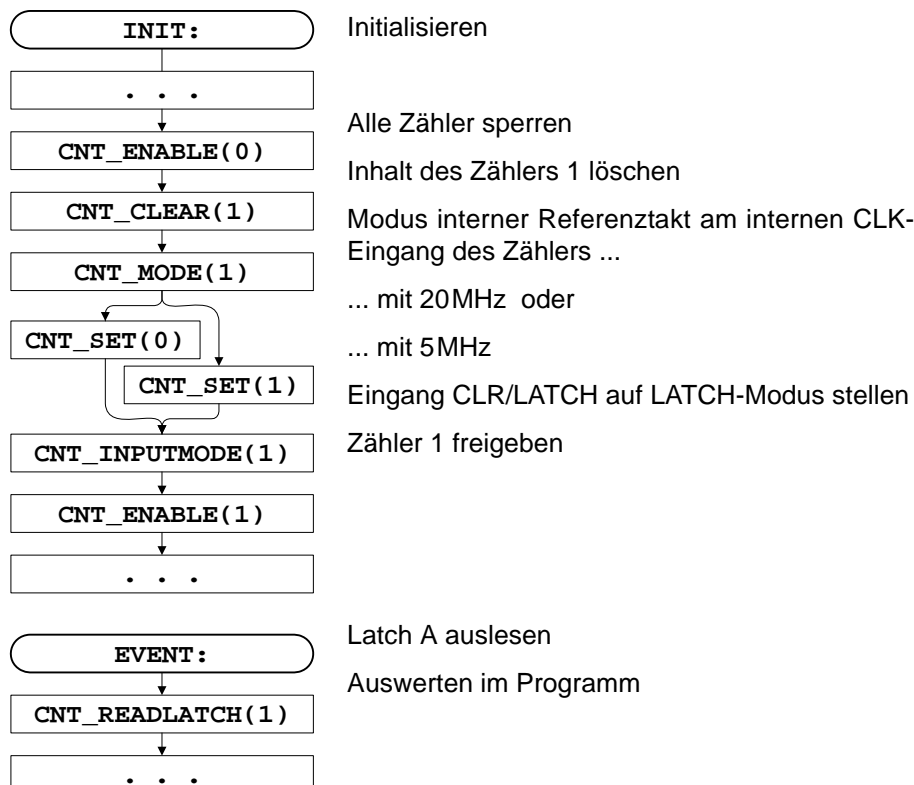 INIT:
Initialisieren
. . .
Alle Zähler sperren
CNT_ENABLE(0)
Inhalt des Zählers 1 löschen
CNT_CLEAR(1)
Modus interner Referenztakt am internen CLK-
Eingang des Zählers ...
CNT_MODE(1)
... mit 20MHz oder
CNT_SET(0)
... mit 5MHz
CNT_SET(1)
Eingang CLR/LATCH auf LATCH-Modus stellen
CNT_INPUTMODE(1)
Zähler 1 freigeben
CNT_ENABLE(1)
. . .
EVENT:
Latch A auslesen
Auswerten im Programm
CNT_READLATCH(1)
. . .